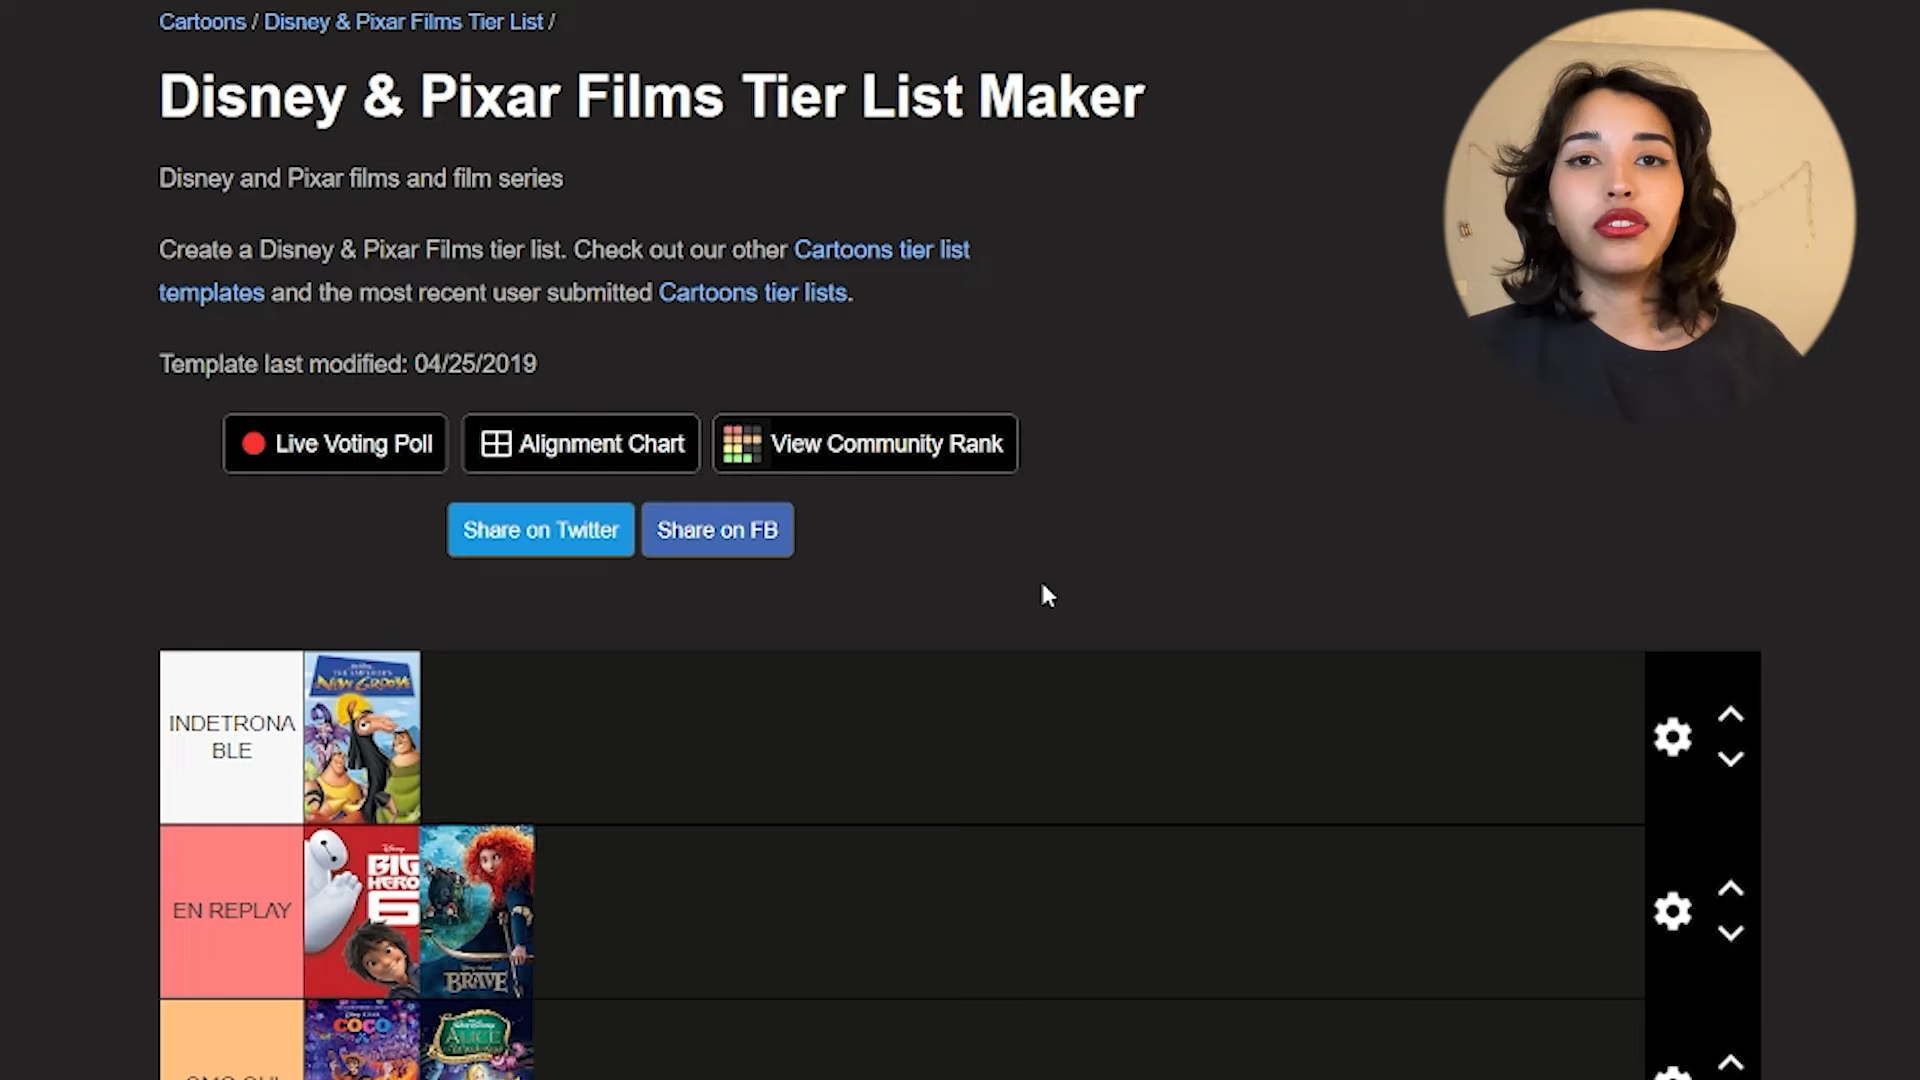 Cartoons / Disney & Pixar Films Tier List /
Disney & Pixar Films Tier List Maker
Disney and Pixar films and film series
Create a Disney & Pixar Films tier list. Check out our other Cartoons tier list
templates and the most recent user submitted Cartoons tier lists.
Template last modified: 04/25/2019
Live Voting Poll
Alignment Chart
View Community Rank
Share on Twitter
Share on FB
INDETRONA
BLE
NEW GROOVE
EN REPLAY
BIG
HERO
6
BRAVE
COCO
ALICE